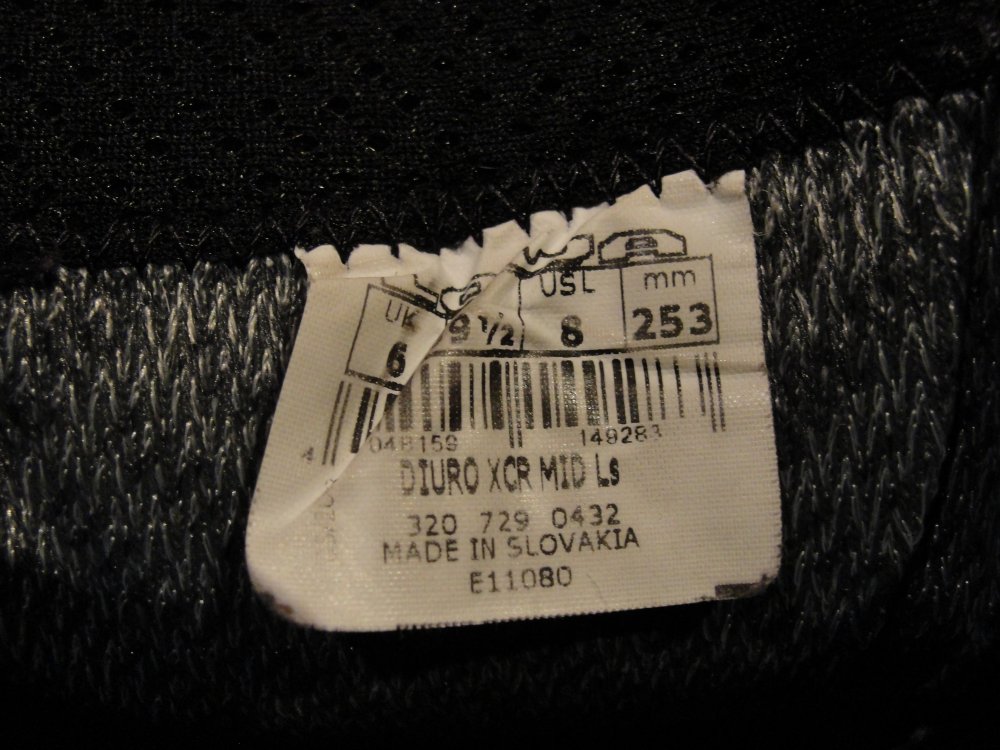 UK USL mm
6 9 ½ 8 253
4 048159 149283
DIURO XCR MID Ls
320 729 0432
MADE IN SLOVAKIA
E11080